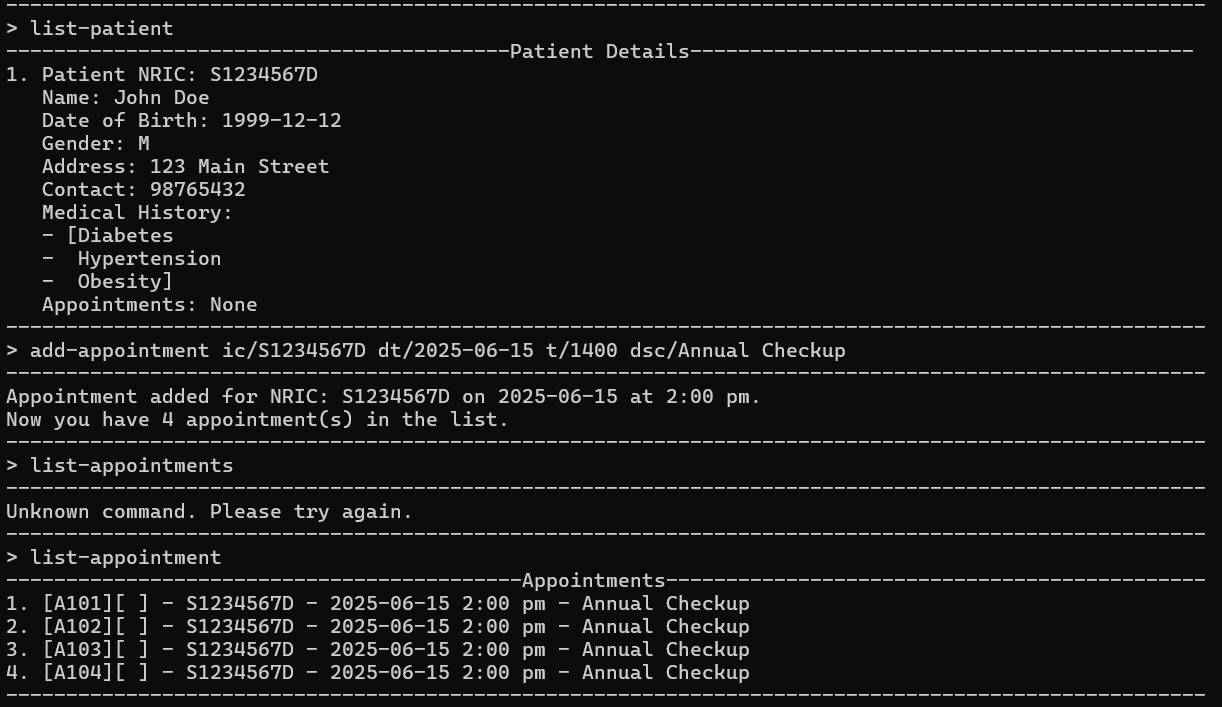 ----------------------------------------------------------------------------------------------------
> list-patient
------------------------------------------Patient Details------------------------------------------
1. Patient NRIC: S1234567D
   Name: John Doe
   Date of Birth: 1999-12-12
   Gender: M
   Address: 123 Main Street
   Contact: 98765432
   Medical History:
   - [Diabetes
   -  Hypertension
   -  Obesity]
   Appointments: None
----------------------------------------------------------------------------------------------------
> add-appointment ic/S1234567D dt/2025-06-15 t/1400 dsc/Annual Checkup
----------------------------------------------------------------------------------------------------
Appointment added for NRIC: S1234567D on 2025-06-15 at 2:00 pm.
Now you have 4 appointment(s) in the list.
----------------------------------------------------------------------------------------------------
> list-appointments
----------------------------------------------------------------------------------------------------
Unknown command. Please try again.
----------------------------------------------------------------------------------------------------
> list-appointment
-------------------------------------------Appointments---------------------------------------------
1. [A101][ ] - S1234567D - 2025-06-15 2:00 pm - Annual Checkup
2. [A102][ ] - S1234567D - 2025-06-15 2:00 pm - Annual Checkup
3. [A103][ ] - S1234567D - 2025-06-15 2:00 pm - Annual Checkup
4. [A104][ ] - S1234567D - 2025-06-15 2:00 pm - Annual Checkup
----------------------------------------------------------------------------------------------------